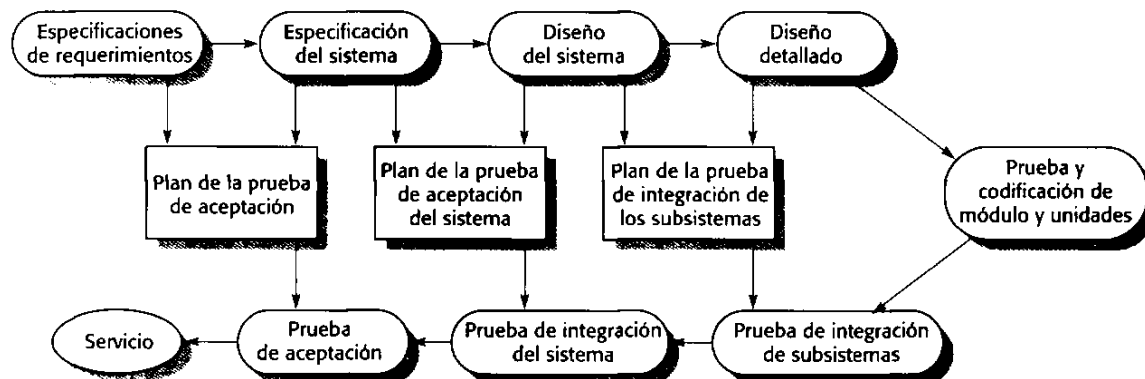 Especificaciones
de requerimientos
Especificación
del sistema
Diseño
del sistema
Diseño
detallado
Plan de la prueba
de aceptación
Plan de la prueba
de aceptación
del sistema
Plan de la prueba
de integración de
los subsistemas
Prueba y
codificación de
módulo y unidades
Servicio
Prueba
de aceptación
Prueba de integración
del sistema
Prueba de integración
de subsistemas